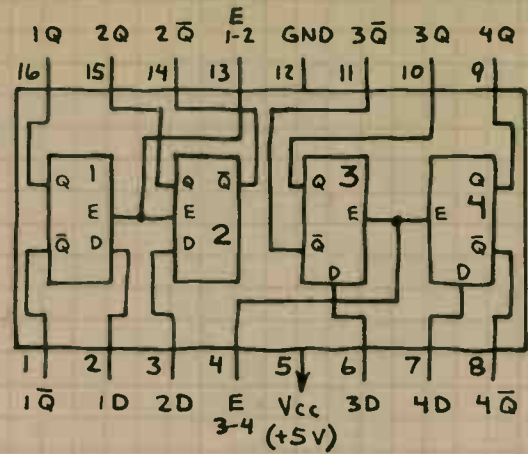 1Q 2Q 2Q̅ E 1-2 GND 3Q̅ 3Q 4Q
16 15 14 13 12 11 10 9
1 3
Q Q Q̅ Q Q
E E E E 4
Q̅ D D 2 Q̅ Q̅
D D
1 2 3 4 5 6 7 8
1Q̅ 1D 2D E Vcc 3D 4D 4Q̅
3-4 (+5V)